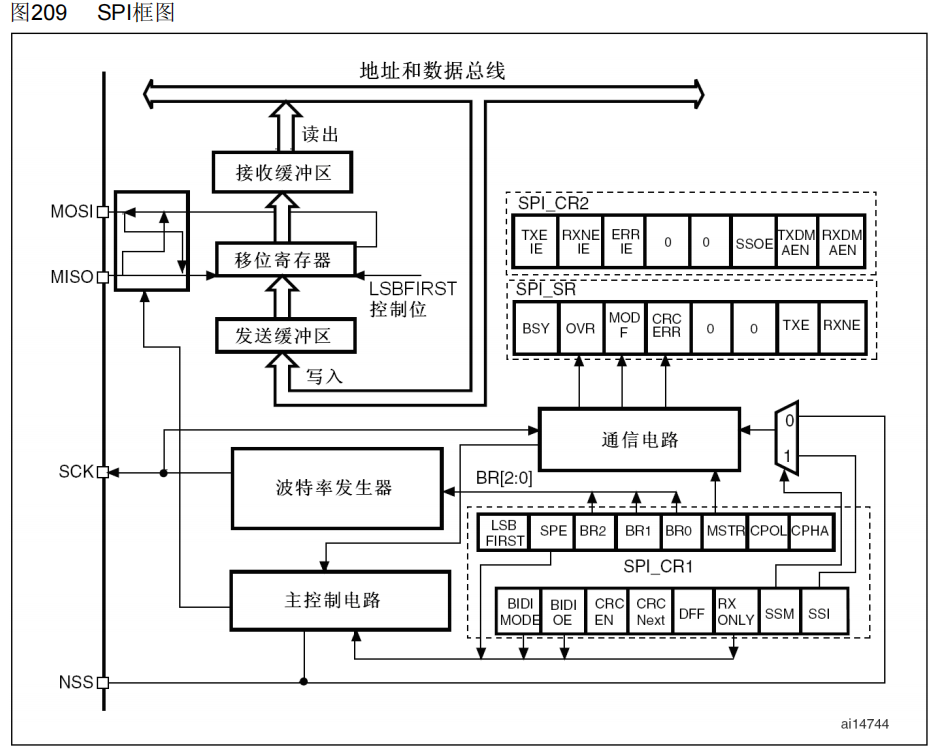 图209 SPI框图
地址和数据总线
读出
接收缓冲区
MOSI
移位寄存器
MISO
LSBFIRST
控制位
发送缓冲区
写入
SPI_CR2
TXE IE RXNE IE ERR IE 0 0 SSOE TXDM AEN RXDM AEN
SPI_SR
BSY OVR MOD F CRC ERR 0 0 TXE RXNE
通信电路
0
1
SCK
波特率发生器
BR[2:0]
LSB FIRST SPE BR2 BR1 BR0 MSTR CPOL CPHA
SPI_CR1
主控制电路
BIDI MODE BIDI OE CRC EN CRC Next DFF RX ONLY SSM SSI
NSS
ai14744